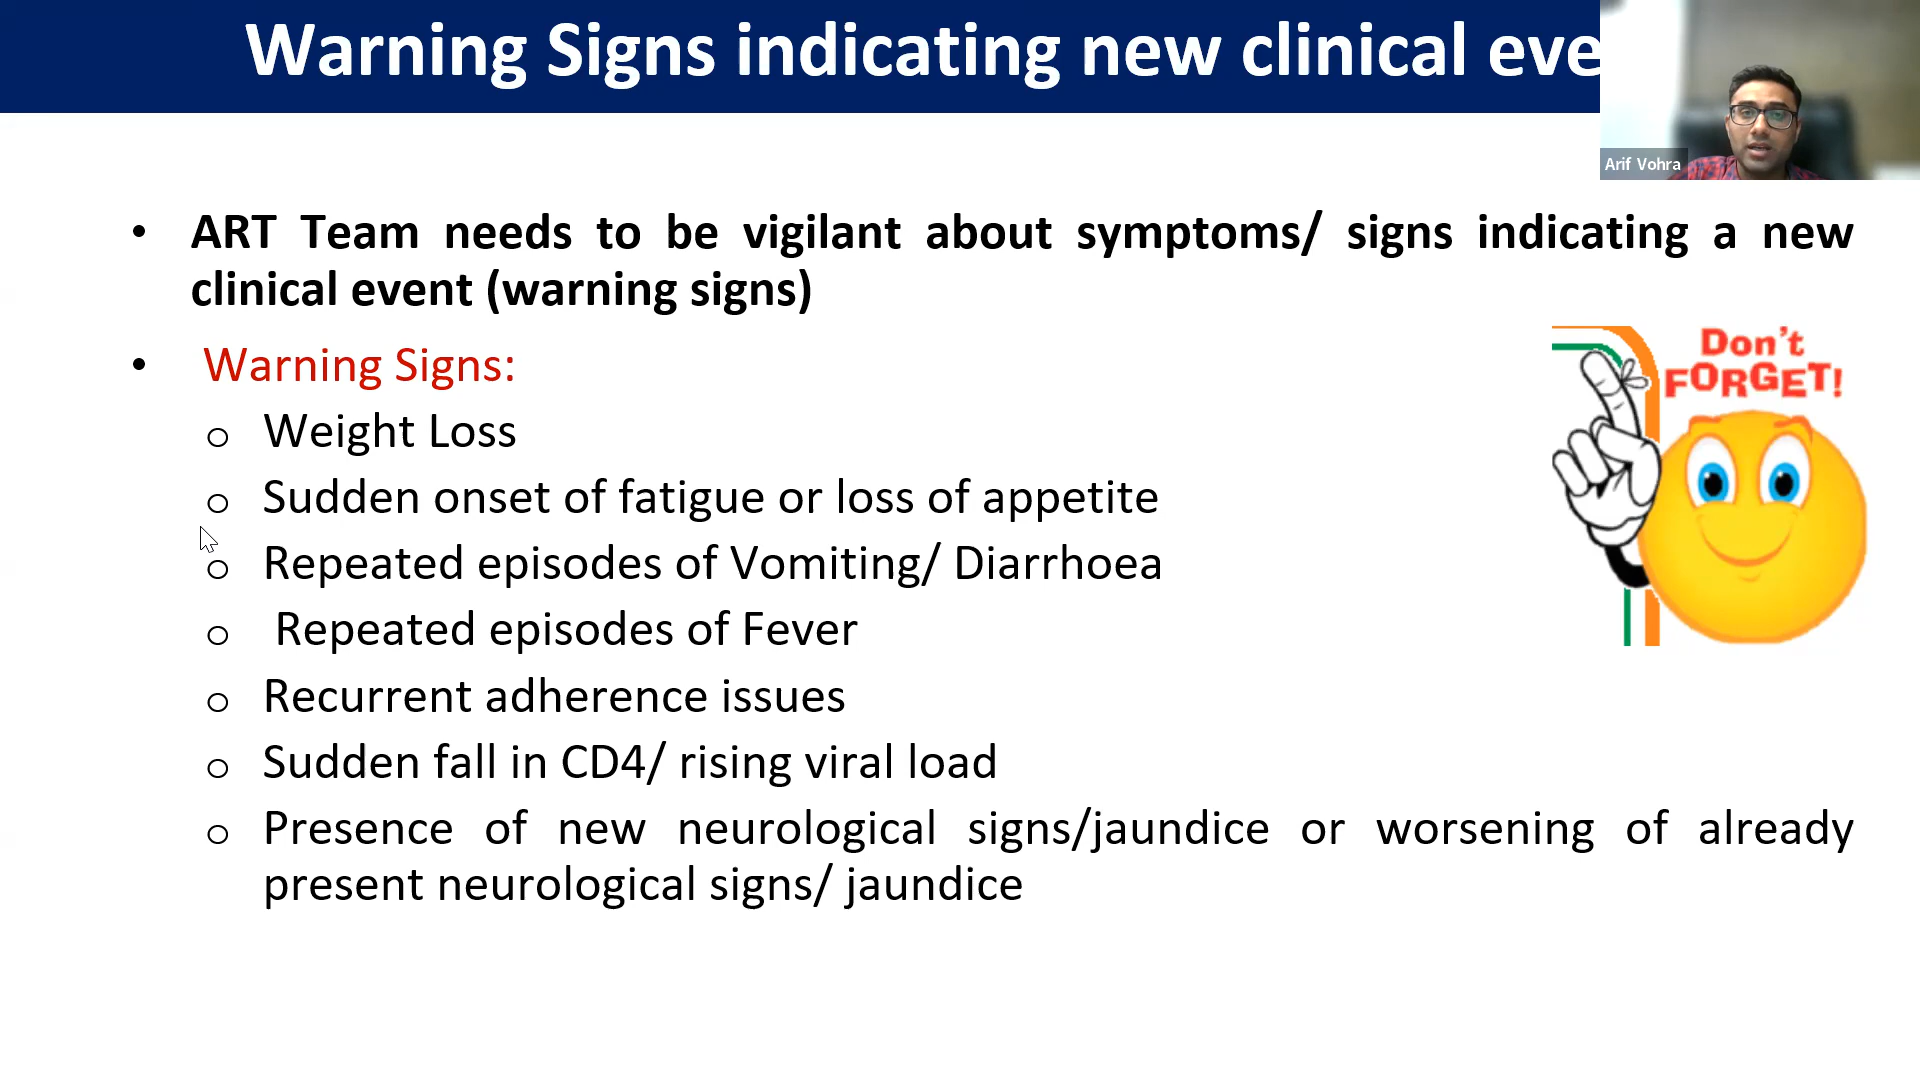 Warning Signs indicating new clinical eve
Arif Vohra
• ART Team needs to be vigilant about symptoms/ signs indicating a new
clinical event (warning signs)
• Warning Signs:
o Weight Loss
o Sudden onset of fatigue or loss of appetite
o Repeated episodes of Vomiting/ Diarrhoea
o Repeated episodes of Fever
o Recurrent adherence issues
o Sudden fall in CD4/ rising viral load
o Presence of new neurological signs/jaundice or worsening of already
present neurological signs/ jaundice
Don't
FORGET!